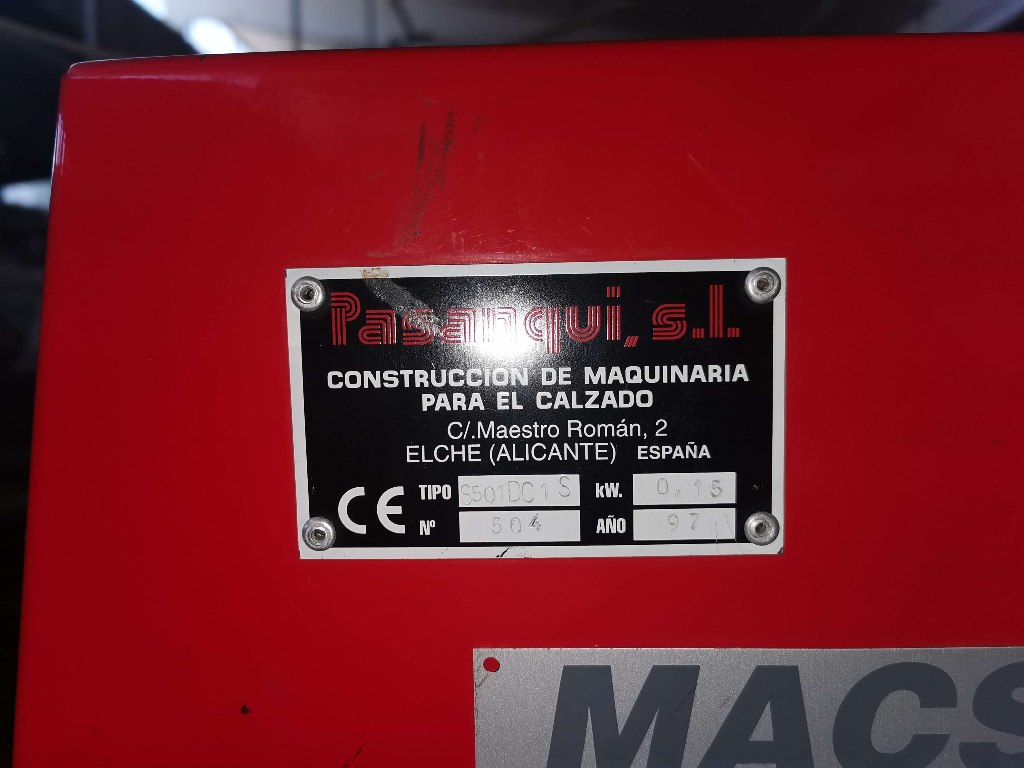 Pasanqui, s.l.
CONSTRUCCION DE MAQUINARIA
PARA EL CALZADO
C/.Maestro Román, 2
ELCHE (ALICANTE) ESPAÑA
CE TIPO S501DC1S kW. 0,15
Nº 504 AÑO 97
MACS